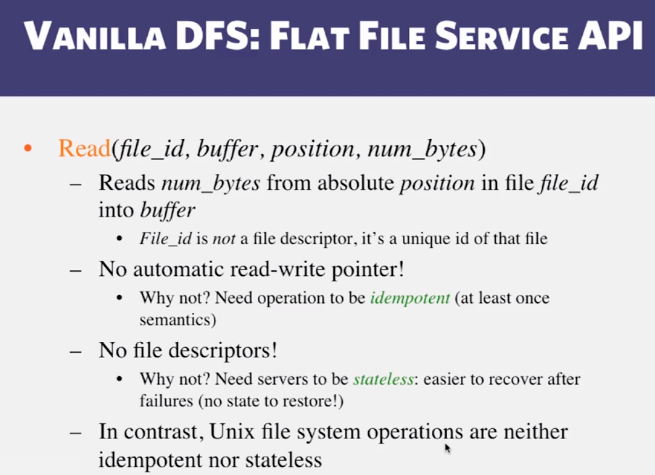 VANILLA DFS: FLAT FILE SERVICE API
• Read(file_id, buffer, position, num_bytes)
– Reads num_bytes from absolute position in file file_id
into buffer
• File_id is not a file descriptor, it's a unique id of that file
– No automatic read-write pointer!
• Why not? Need operation to be idempotent (at least once
semantics)
– No file descriptors!
• Why not? Need servers to be stateless: easier to recover after
failures (no state to restore!)
– In contrast, Unix file system operations are neither
idempotent nor stateless